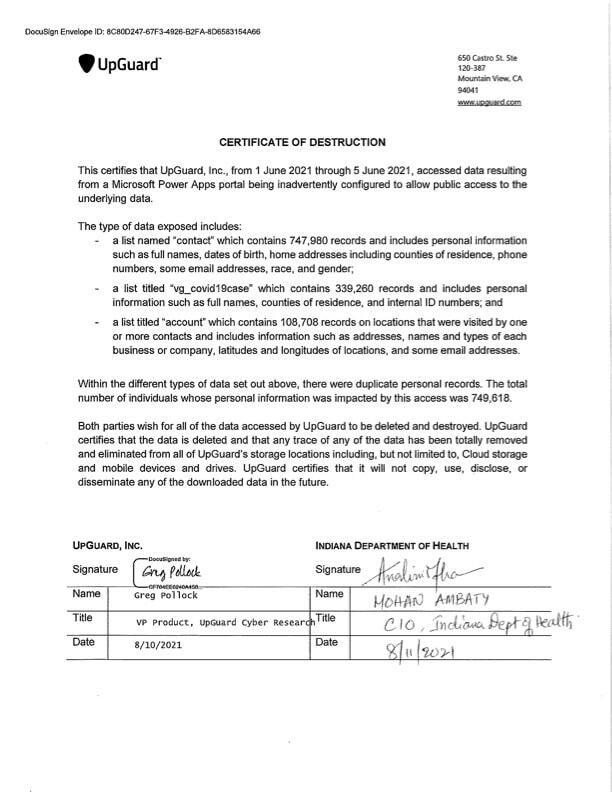 DocuSign Envelope ID: 8C80D247-67F3-4926-B2FA-8D6583154A66
UpGuard
650 Castro St. Ste
120-387
Mountain View, CA
94041
www.upguard.com
CERTIFICATE OF DESTRUCTION
This certifies that UpGuard, Inc., from 1 June 2021 through 5 June 2021, accessed data resulting
from a Microsoft Power Apps portal being inadvertently configured to allow public access to the
underlying data.
The type of data exposed includes:
- a list named "contact" which contains 747,980 records and includes personal information
such as full names, dates of birth, home addresses including counties of residence, phone
numbers, some email addresses, race, and gender;
- a list titled "vg_covid19case" which contains 339,260 records and includes personal
information such as full names, counties of residence, and internal ID numbers; and
- a list titled "account" which contains 108,708 records on locations that were visited by one
or more contacts and includes information such as addresses, names and types of each
business or company, latitudes and longitudes of locations, and some email addresses.
Within the different types of data set out above, there were duplicate personal records. The total
number of individuals whose personal information was impacted by this access was 749,618.
Both parties wish for all of the data accessed by UpGuard to be deleted and destroyed. UpGuard
certifies that the data is deleted and that any trace of any of the data has been totally removed
and eliminated from all of UpGuard's storage locations including, but not limited to, Cloud storage
and mobile devices and drives. UpGuard certifies that it will not copy, use, disclose, or
disseminate any of the downloaded data in the future.
UPGUARD, INC. INDIANA DEPARTMENT OF HEALTH
DocuSigned by:
Signature Greg Pollock Signature
Name Greg Pollock Name MOHAN AMBATY
Title VP Product, UpGuard Cyber Research Title CIO, Indiana Dept of Health
Date 8/10/2021 Date 8/11/2021